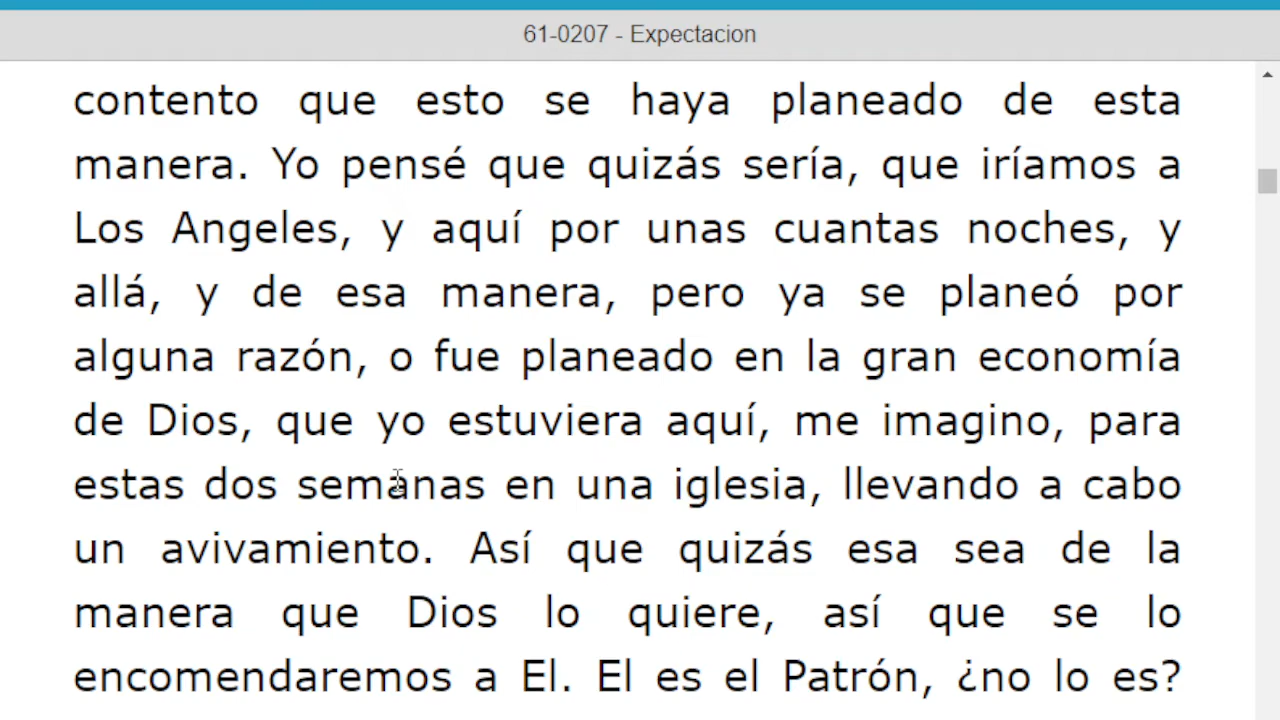 61-0207 - Expectacion
contento que esto se haya planeado de esta
manera. Yo pensé que quizás sería, que iríamos a
Los Angeles, y aquí por unas cuantas noches, y
allá, y de esa manera, pero ya se planeó por
alguna razón, o fue planeado en la gran economía
de Dios, que yo estuviera aquí, me imagino, para
estas dos semanas en una iglesia, llevando a cabo
un avivamiento. Así que quizás esa sea de la
manera que Dios lo quiere, así que se lo
encomendaremos a El. El es el Patrón, ¿no lo es?